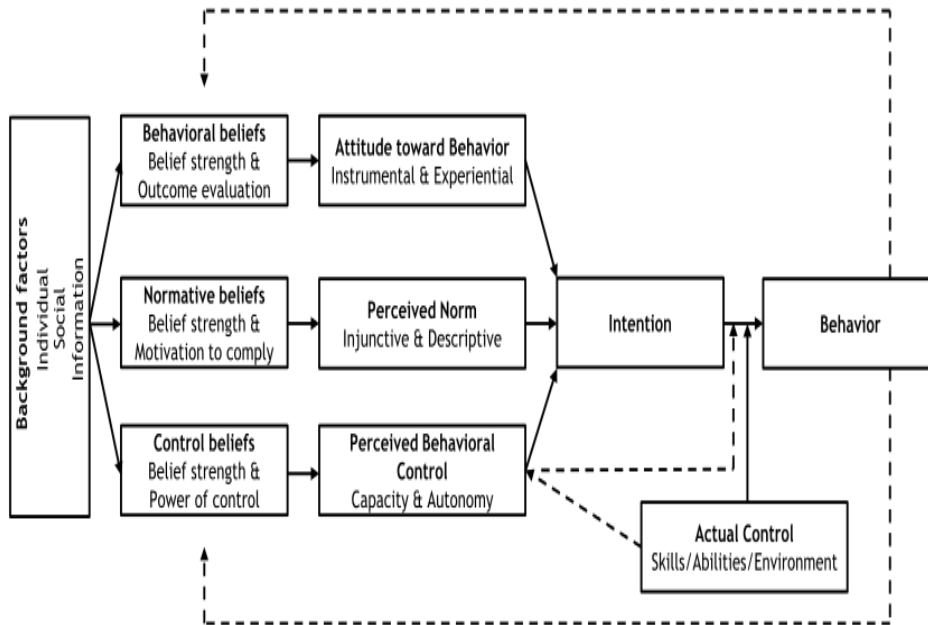 Background factors
Individual
Social
Information
Behavioral beliefs
Belief strength &
Outcome evaluation
Attitude toward Behavior
Instrumental & Experiential
Normative beliefs
Belief strength &
Motivation to comply
Perceived Norm
Injunctive & Descriptive
Intention
Behavior
Control beliefs
Belief strength &
Power of control
Perceived Behavioral
Control
Capacity & Autonomy
Actual Control
Skills/Abilities/Environment